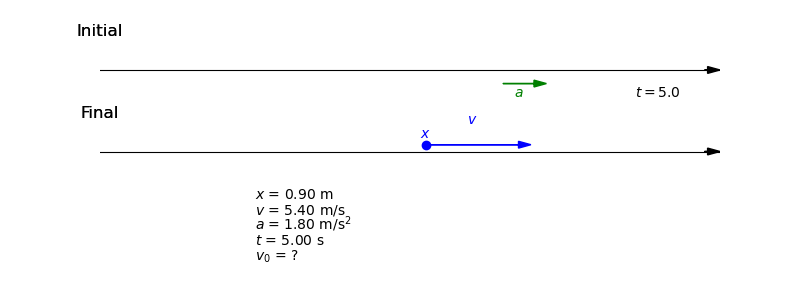 Initial
a
t = 5.0
Final
v
x
x = 0.90 m
v = 5.40 m/s
a = 1.80 m/s²
t = 5.00 s
v₀ = ?